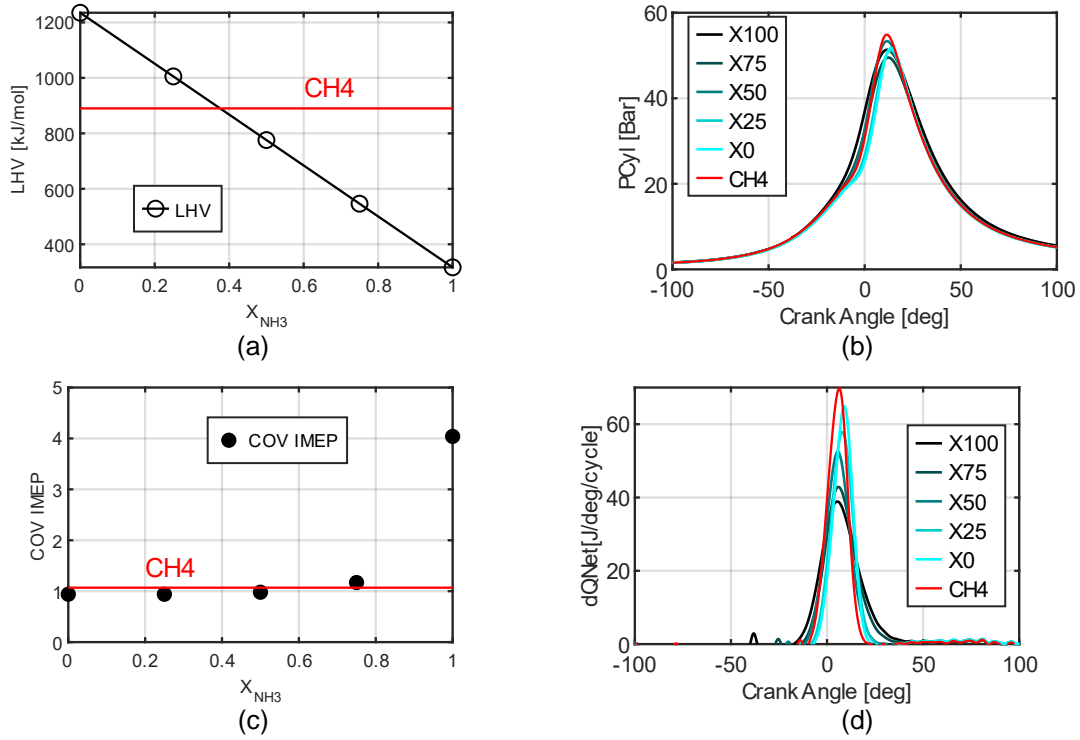 1200
1000
800
600
400
LHV [kJ/mol]
CH4
LHV
0
0.2
0.4
0.6
0.8
1
X_NH3
(a)
60
40
20
0
PCyl [Bar]
X100
X75
X50
X25
X0
CH4
-100
-50
0
50
100
Crank Angle [deg]
(b)
5
4
3
2
1
0
COV IMEP
COV IMEP
CH4
0
0.2
0.4
0.6
0.8
1
X_NH3
(c)
60
40
20
0
dQNet[J/deg/cycle]
X100
X75
X50
X25
X0
CH4
-100
-50
0
50
100
Crank Angle [deg]
(d)